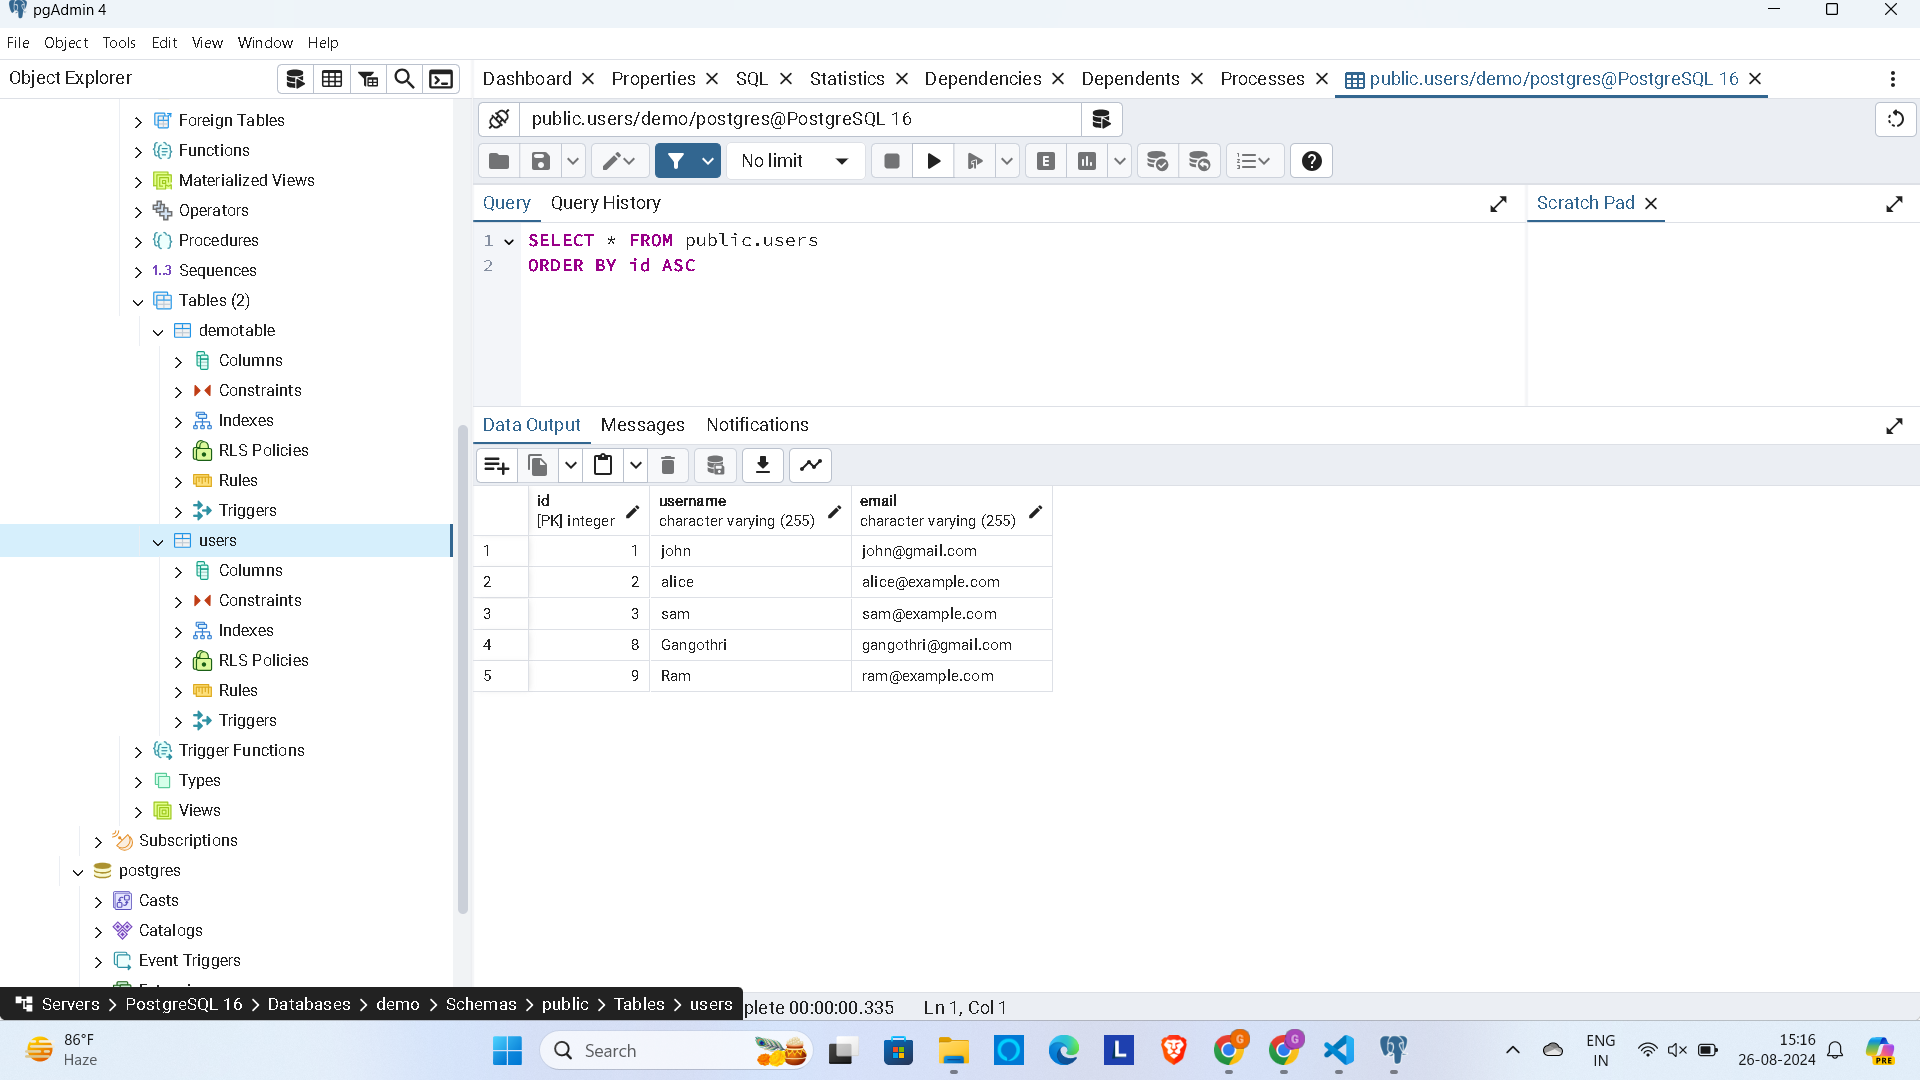 pgAdmin 4
File Object Tools Edit View Window Help
Object Explorer
Dashboard Properties SQL Statistics Dependencies Dependents Processes public.users/demo/postgres@PostgreSQL 16
public.users/demo/postgres@PostgreSQL 16
No limit
E
Query Query History
Scratch Pad
1 SELECT * FROM public.users
2 ORDER BY id ASC
Foreign Tables
Functions
Materialized Views
Operators
Procedures
1..3 Sequences
Tables (2)
demotable
Columns
Constraints
Indexes
RLS Policies
Rules
Triggers
users
Columns
Constraints
Indexes
RLS Policies
Rules
Triggers
Trigger Functions
Types
Views
Subscriptions
postgres
Casts
Catalogs
Event Triggers
Data Output Messages Notifications
id username email
[PK] integer character varying (255) character varying (255)
1 1 john john@gmail.com
2 2 alice alice@example.com
3 3 sam sam@example.com
4 8 Gangothri gangothri@gmail.com
5 9 Ram ram@example.com
Servers > PostgreSQL 16 > Databases > demo > Schemas > public > Tables > users
plete 00:00:00.335 Ln 1, Col 1
86°F
Haze
Search
L
G
G
ENG
IN
15:16
26-08-2024
PRE